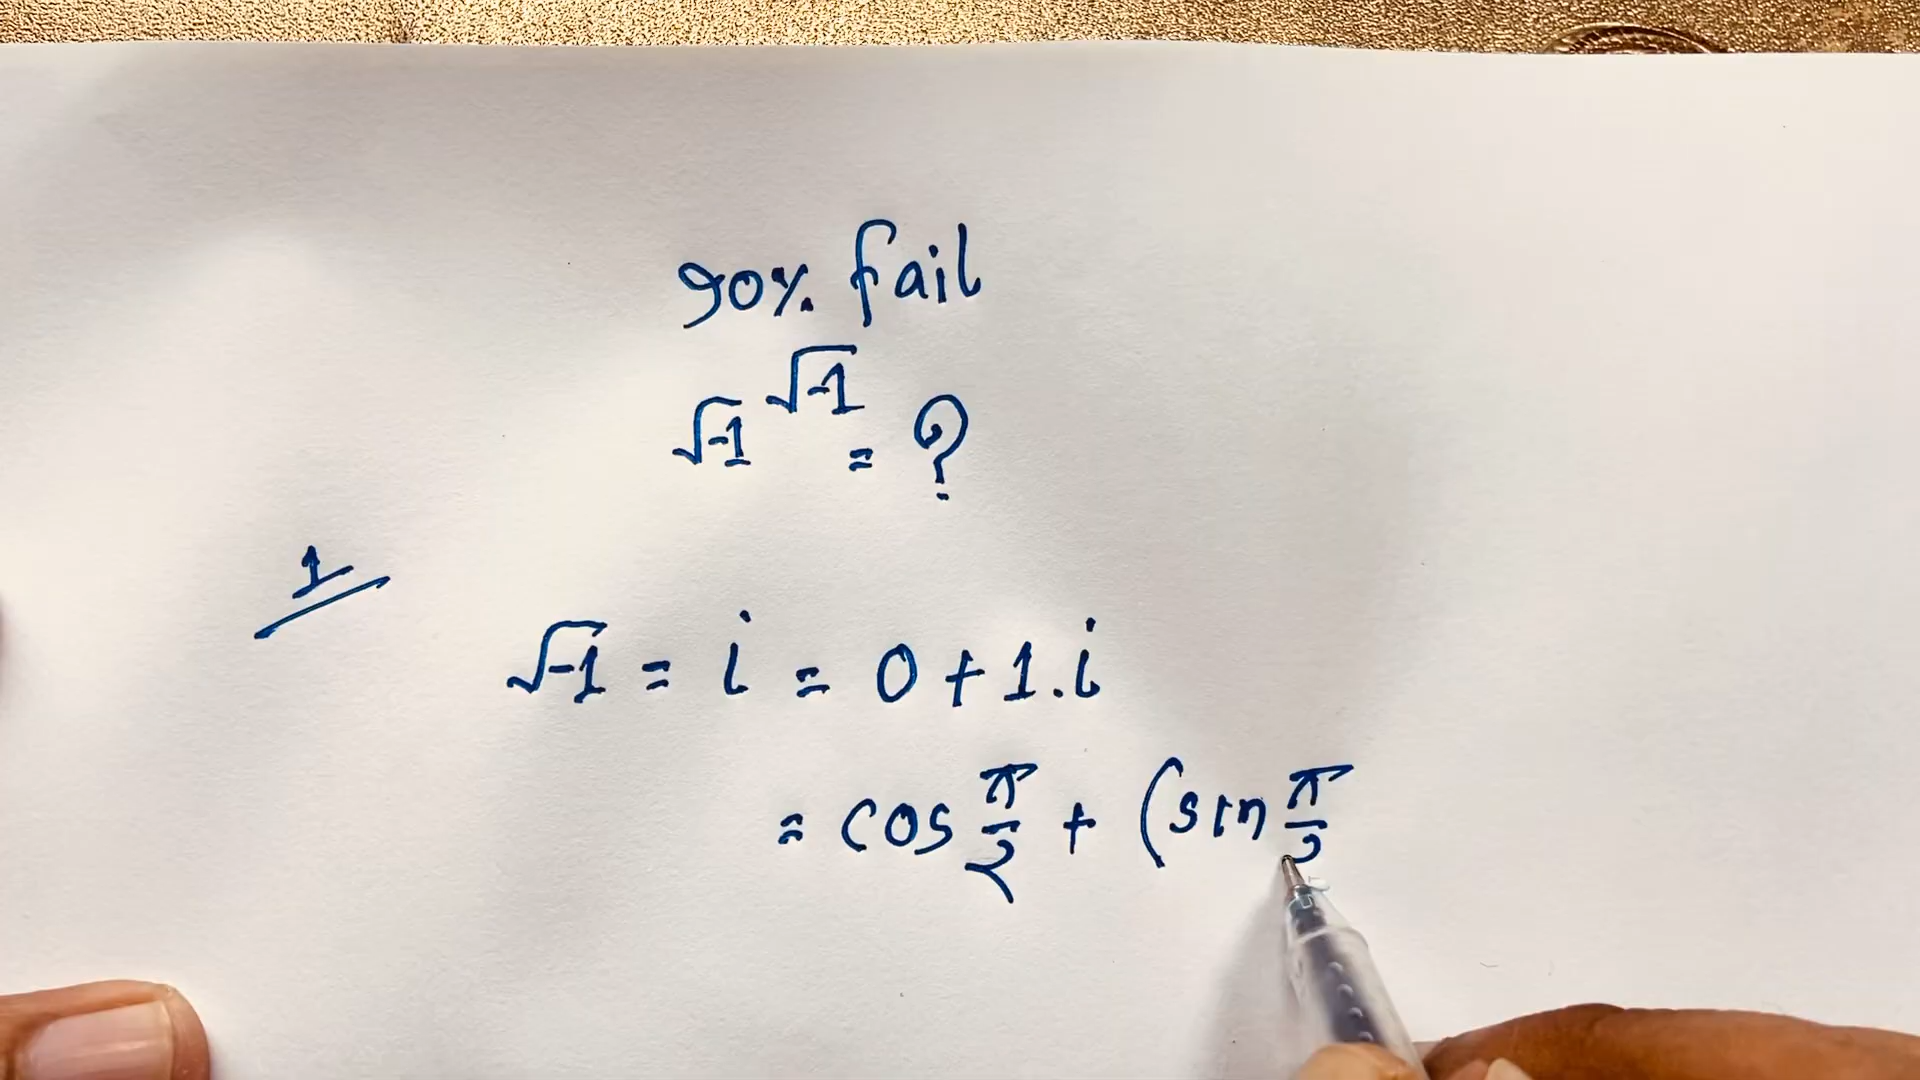 90% fail
√-1^√-1 = ?
1
√-1 = i = 0 + 1.i
= cos π/2 + (sin π/2